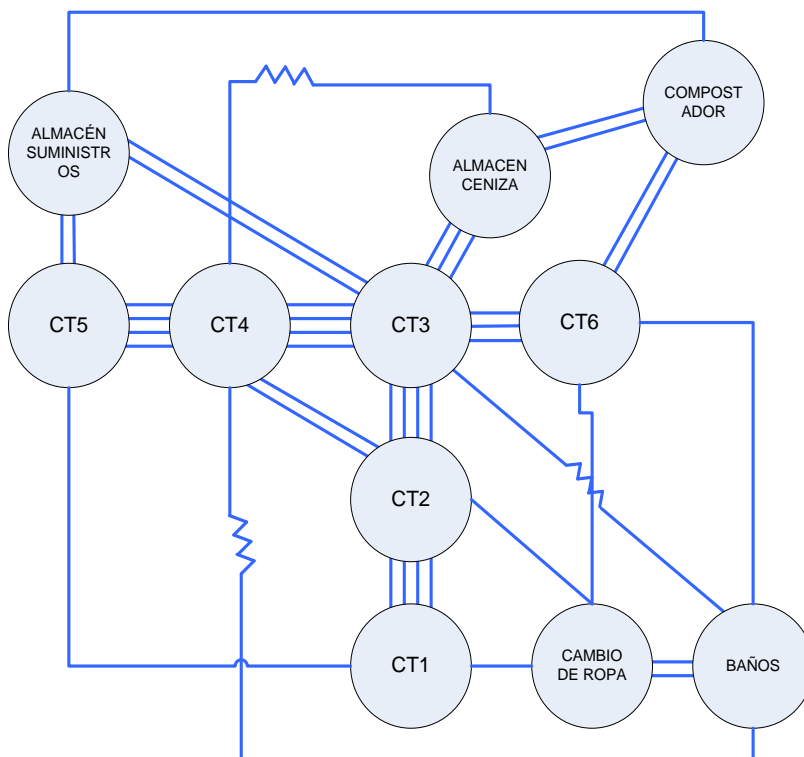 COMPOST
ADOR
ALMACÉN
SUMINISTR
OS
ALMACEN
CENIZA
CT5
CT4
CT3
CT6
CT2
CT1
CAMBIO
DE ROPA
BAÑOS